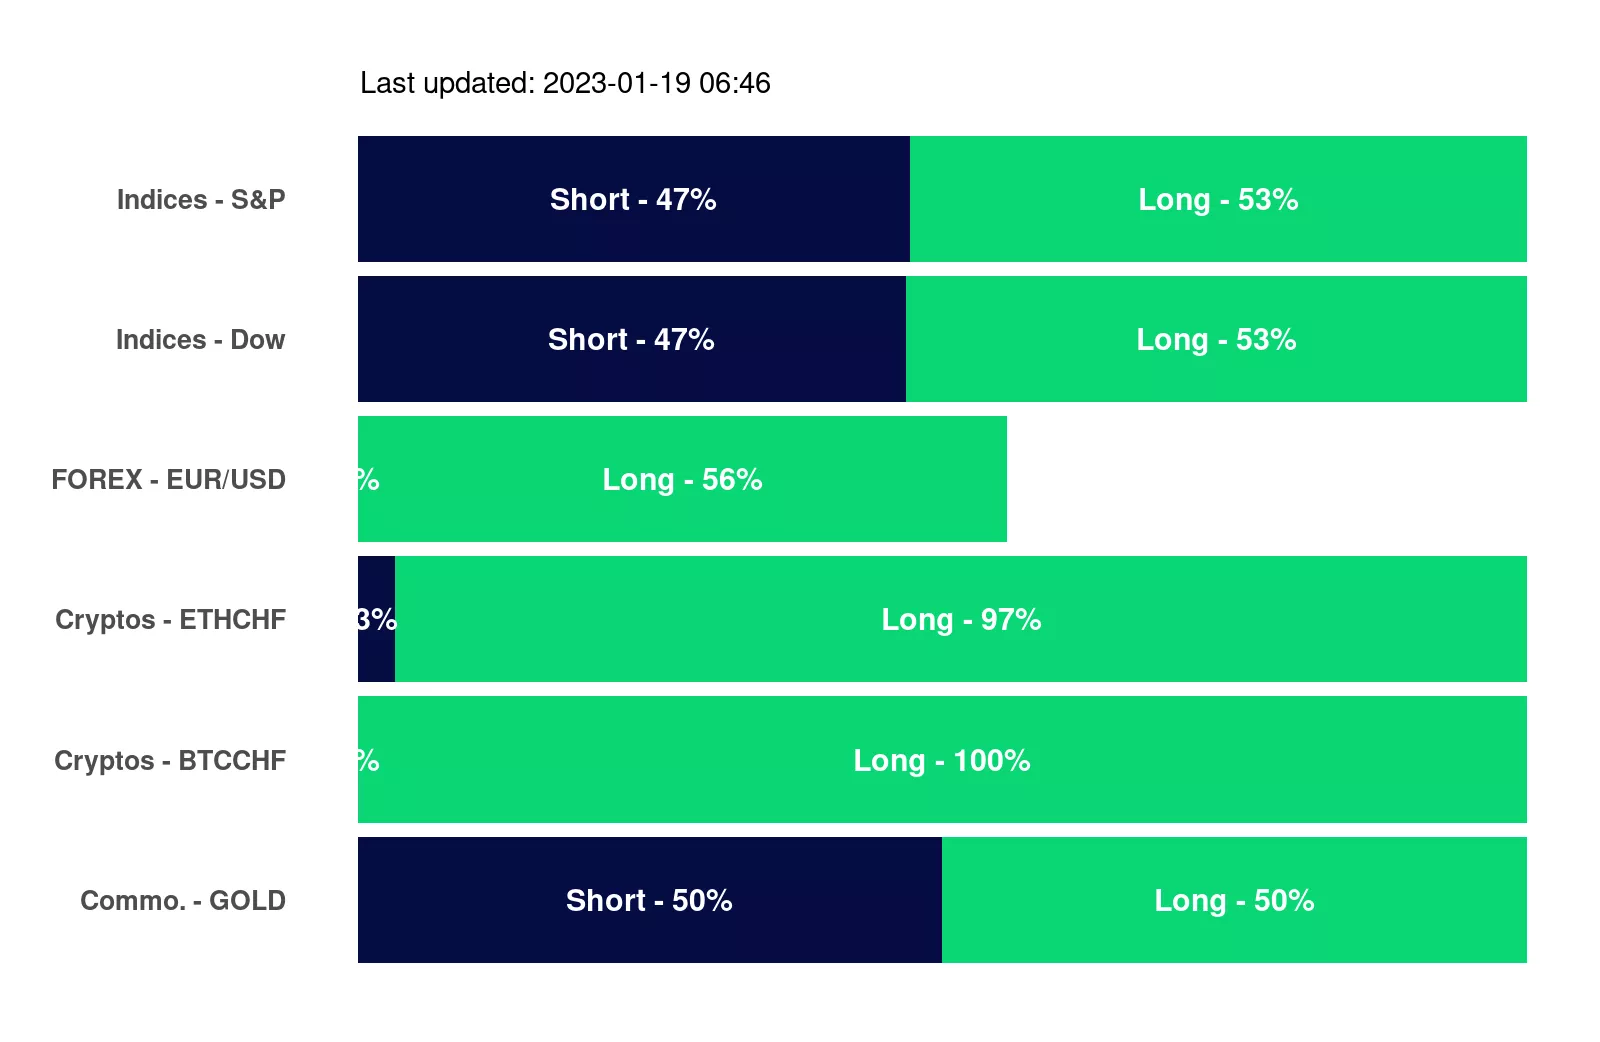 Last updated: 2023-01-19 06:46
Indices - S&P
Short - 47%
Long - 53%
Indices - Dow
Short - 47%
Long - 53%
FOREX - EUR/USD
%
Long - 56%
Cryptos - ETHCHF
3%
Long - 97%
Cryptos - BTCCHF
%
Long - 100%
Commo. - GOLD
Short - 50%
Long - 50%